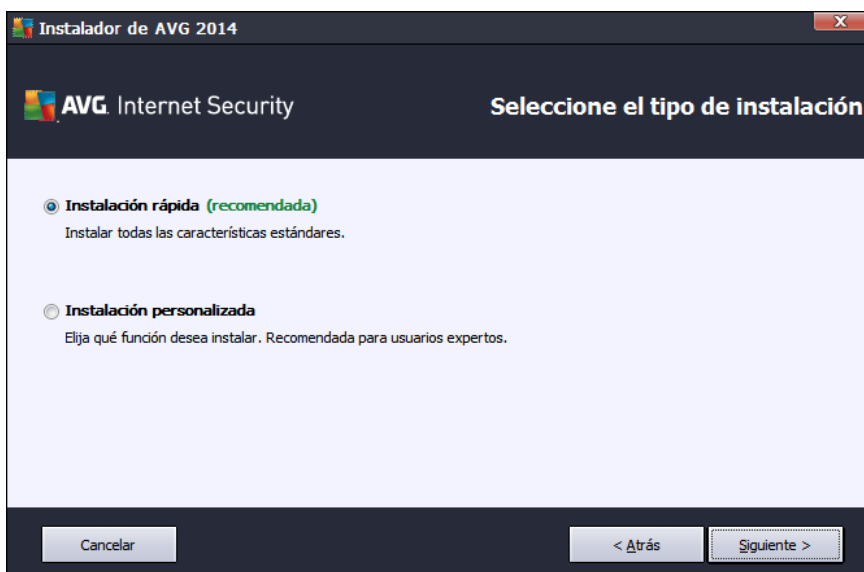 Instalador de AVG 2014
AVG. Internet Security
Seleccione el tipo de instalación
Instalación rápida (recomendada)
Instalar todas las características estándares.
Instalación personalizada
Elija qué función desea instalar. Recomendada para usuarios expertos.
Cancelar
< Atrás
Siguiente >